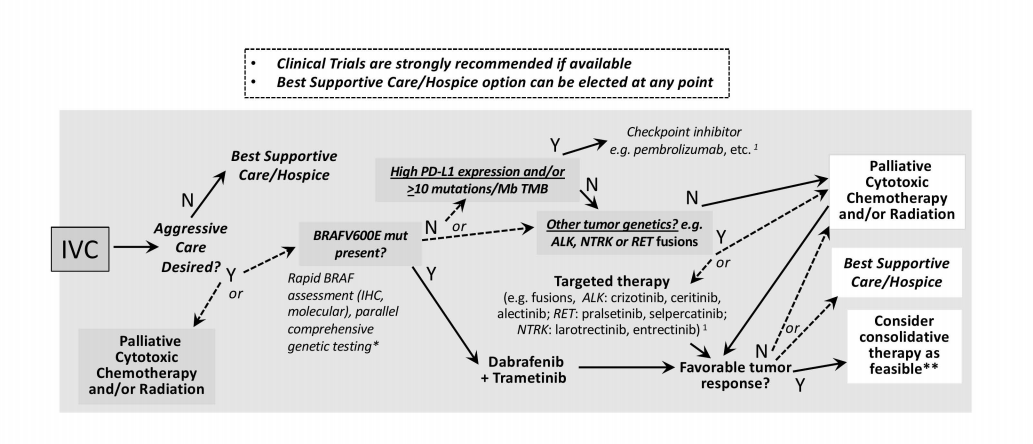 • Clinical Trials are strongly recommended if available
• Best Supportive Care/Hospice option can be elected at any point
IVC
Aggressive
Care
Desired?
N
Best Supportive
Care/Hospice
Y
or
Palliative
Cytotoxic
Chemotherapy
and/or Radiation
BRAFV600E mut
present?
Rapid BRAF
assessment (IHC,
molecular), parallel
comprehensive
genetic testing*
N
or
Y
High PD-L1 expression and/or
≥10 mutations/Mb TMB
Y
Checkpoint inhibitor
e.g. pembrolizumab, etc. 1
N
Other tumor genetics? e.g.
ALK, NTRK or RET fusions
N
Y
or
Targeted therapy
(e.g. fusions, ALK: crizotinib, ceritinib,
alectinib; RET: pralsetinib, selpercatinib;
NTRK: larotrectinib, entrectinib) 1
Dabrafenib
+ Trametinib
Favorable tumor
response?
N
or
Y
Palliative
Cytotoxic
Chemotherapy
and/or Radiation
Best Supportive
Care/Hospice
Consider
consolidative
therapy as
feasible**